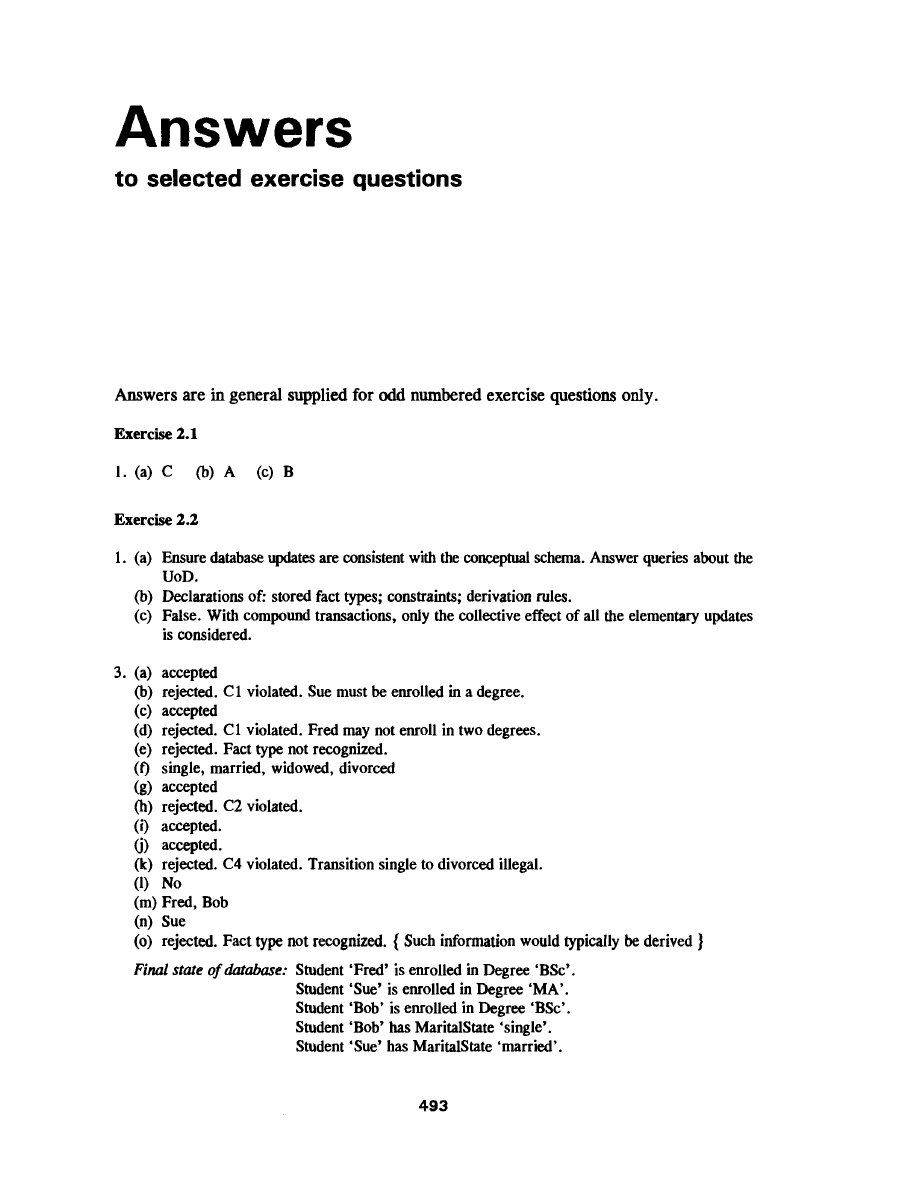 Answers
to selected exercise questions
Answers are in general supplied for odd numbered exercise questions only.
Exercise 2.1
1. (a) C (b) A (c) B
Exercise 2.2
1. (a) Ensure database updates are consistent with the conceptual schema. Answer queries about the
UoD.
(b) Declarations of: stored fact types; constraints; derivation rules.
(c) False. With compound transactions, only the collective effect of all the elementary updates
is considered.
3. (a) accepted
(b) rejected. C1 violated. Sue must be enrolled in a degree.
(c) accepted
(d) rejected. C1 violated. Fred may not enroll in two degrees.
(e) rejected. Fact type not recognized.
(f) single, married, widowed, divorced
(g) accepted
(h) rejected. C2 violated.
(i) accepted.
(j) accepted.
(k) rejected. C4 violated. Transition single to divorced illegal.
(l) No
(m) Fred, Bob
(n) Sue
(o) rejected. Fact type not recognized. { Such information would typically be derived }
Final state of database: Student ‘Fred’ is enrolled in Degree ‘BSc’.
Student ‘Sue’ is enrolled in Degree ‘MA’.
Student ‘Bob’ is enrolled in Degree ‘BSc’.
Student ‘Bob’ has MaritalState ‘single’.
Student ‘Sue’ has MaritalState ‘married’.
493